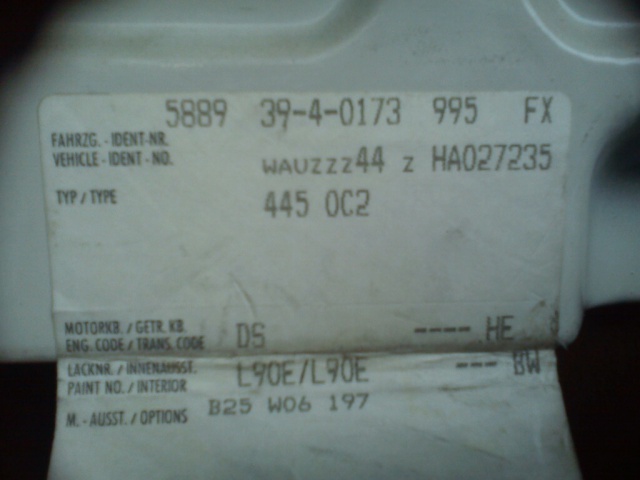 5889 39-4-0173 995 FX
FAHRZG. - IDENT-NR.
VEHICLE - IDENT - NO. WAUZZZ44 Z HA027235
TYP / TYPE 445 0C2
MOTORKB. / GETR. KB.
ENG. CODE / TRANS. CODE DS ---- HE
LACKNR. / INNENAUSST.
PAINT NO. / INTERIOR L90E/L90E --- BW
M. - AUSST. / OPTIONS B25 W06 197